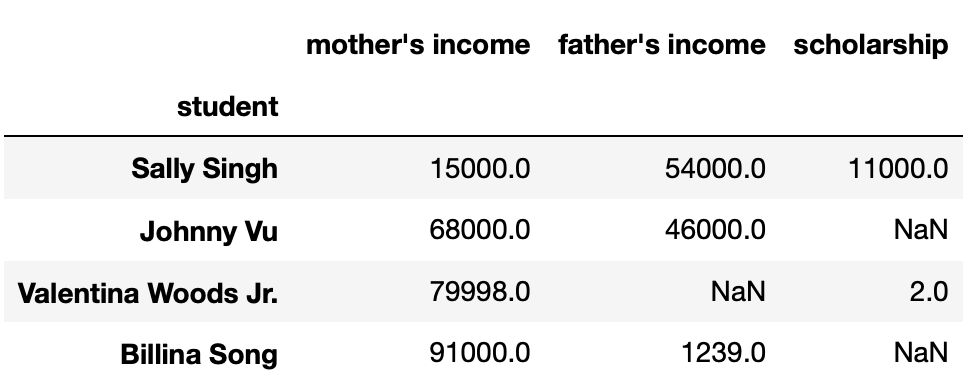 mother's income father's income scholarship
student
Sally Singh 15000.0 54000.0 11000.0
Johnny Vu 68000.0 46000.0 NaN
Valentina Woods Jr. 79998.0 NaN 2.0
Billina Song 91000.0 1239.0 NaN